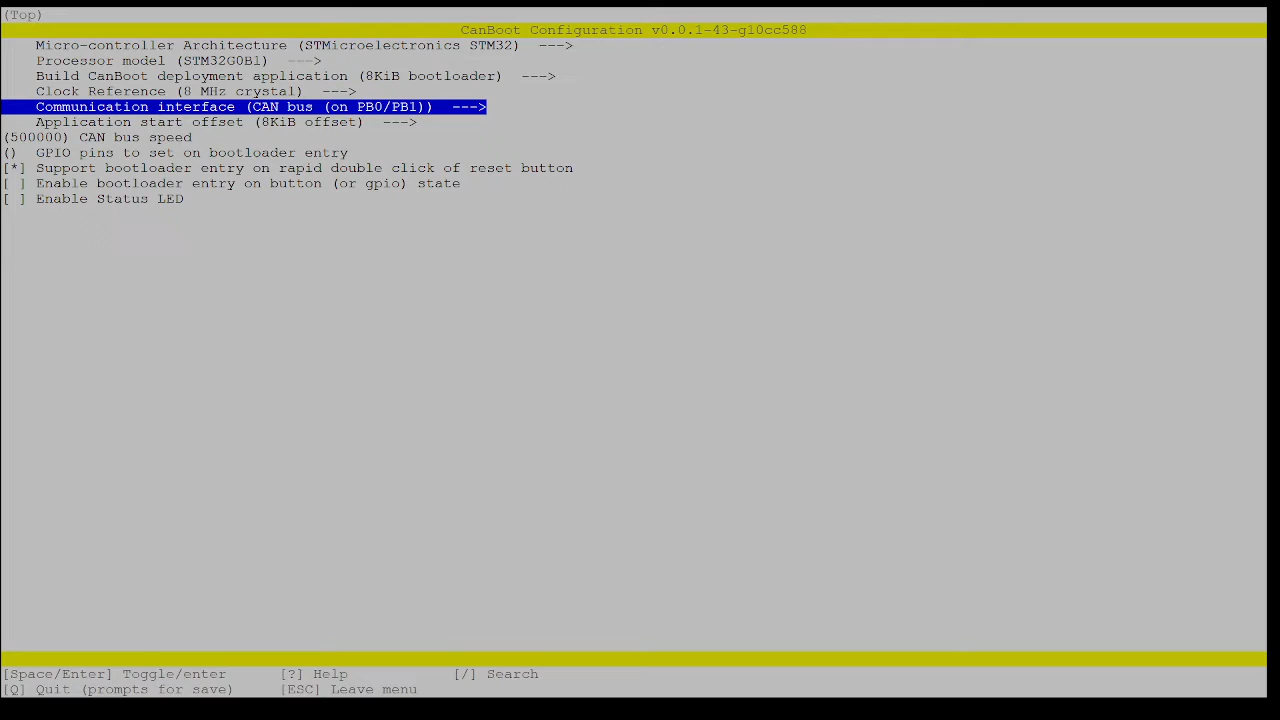 (Top)
CanBoot Configuration v0.0.1-43-g10cc588
Micro-controller Architecture (STMicroelectronics STM32)  --->
Processor model (STM32G0B1)  --->
Build CanBoot deployment application (8KiB bootloader)  --->
Clock Reference (8 MHz crystal)  --->
Communication interface (CAN bus (on PB0/PB1))  --->
Application start offset (8KiB offset)  --->
(500000) CAN bus speed
()  GPIO pins to set on bootloader entry
[*] Support bootloader entry on rapid double click of reset button
[ ] Enable bootloader entry on button (or gpio) state
[ ] Enable Status LED
[Space/Enter] Toggle/enter  [?] Help  [/] Search
[Q] Quit (prompts for save)  [ESC] Leave menu